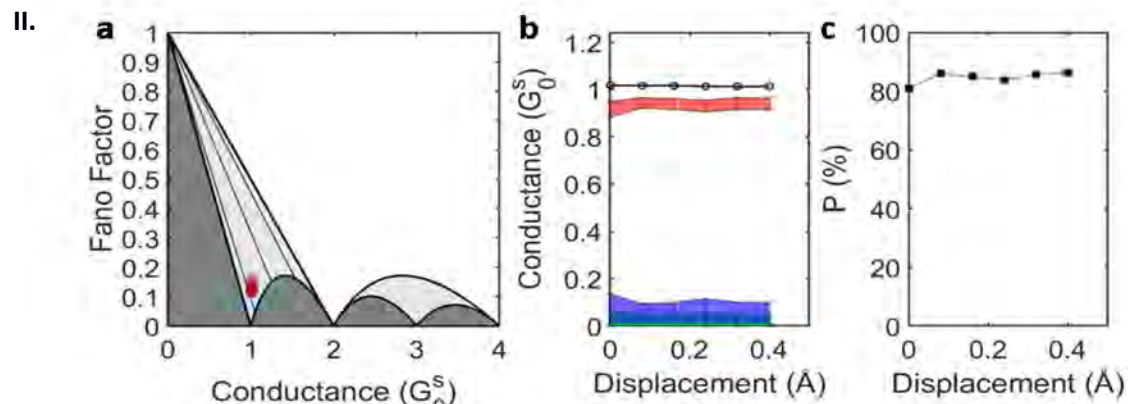 II.
a
Fano Factor
1
0.9
0.8
0.7
0.6
0.5
0.4
0.3
0.2
0.1
0
0 1 2 3 4
Conductance (G₀ˢ)
b
Conductance (G₀ˢ)
1.2
1
0.8
0.6
0.4
0.2
0
0 0.2 0.4
Displacement (Å)
c
P (%)
100
80
60
40
20
0
0 0.2 0.4
Displacement (Å)